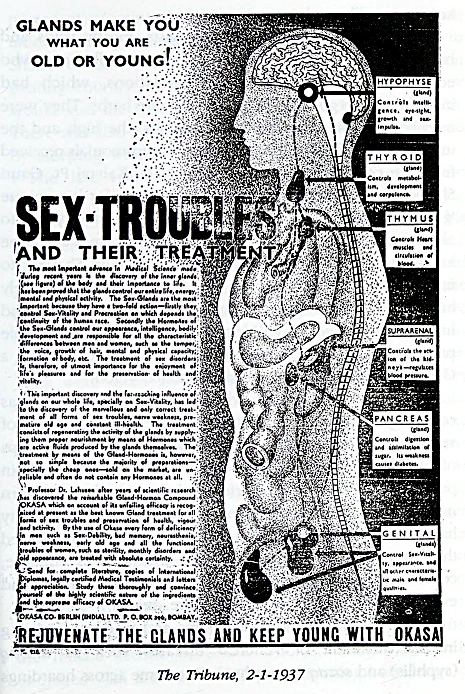 GLANDS MAKE YOU
WHAT YOU ARE
OLD OR YOUNG!
HYPOPHYSE
(gland)
Controls intelli-
gence, eye-sight,
growth and sex-
impulse.
THYROID
(gland)
Controls metabol-
ism, development
and corpulence.
THYMUS
(gland)
Controls Heart
muscles and
circulation of
blood.
SUPRARENAL
(glands)
Controls the act-
ion of the kid-
neys—regulates
blood pressure.
PANCREAS
(gland)
Controls digestion
and assimilation of
sugar. Its weakness
causes diabetes.
GENITAL
(glands)
Control Sex-Vitali-
ty, appearance, and
all other characteris-
tic male and female
qualities.
SEX-TROUBLES
AND THEIR TREATMENT
The most important advance in Medical Science made
during recent years is the discovery of the inner glands
(see figure) of the body and their importance to life. It
has been proved that the glands control our entire life, energy,
mental and physical activity. The Sex-Glands are the most
important because they have a two-fold action—firstly they
control Sex-Vitality and Procreation on which depends the
continuity of the human race. Secondly the Hormones of
the Sex-Glands control our appearance, intelligence, bodily
development and are responsible for all the characteristic
differences between men and women, such as the temper,
the voice, growth of hair, mental and physical capacity,
formation of body, etc. The treatment of sex disorders
is, therefore, of utmost importance for the enjoyment of
life's pleasures and for the preservation of health and
vitality.
This important discovery and the far-reaching influence of
glands on our whole life, specially on Sex-Vitality, has led
to the discovery of the marvellous and only correct treat-
ment of all forms of sex troubles, nerve weakness, pre-
mature old age and constant ill-health. The treatment
consists of regenerating the activity of the glands by supply-
ing them proper nourishment by means of Hormones which
are active fluids produced by the glands themselves. The
treatment by means of the Gland-Hormones is, however,
not so simple because the majority of preparations—
specially the cheap ones—sold on the market, are un-
reliable and often do not contain any Hormones at all.
Professor Dr. Lahusen after years of scientific research
has discovered the remarkable Gland-Hormon Compound
OKASA which on account of its unfailing efficacy is recog-
nized at present as the best known Gland treatment for all
forms of sex troubles and preservation of health, vigour
and activity. By the use of Okasa every form of deficiency
in men such as Sex-Debility, bad memory, neurasthenia,
nerve weakness, early old age and all the functional
troubles of women, such as sterility, monthly disorders and
old appearance, are treated with absolute certainty.
Send for complete literature, copies of international
Diplomas, legally certified Medical Testimonials and letters
of appreciation. Study these thoroughly and convince
yourself of the highly scientific nature of the ingredients
and the supreme efficacy of OKASA.
OKASA CO- BERLIN (INDIA), LTD. P. O. BOX 396, BOMBAY.
REJUVENATE THE GLANDS AND KEEP YOUNG WITH OKASA
The Tribune, 2-1-1937